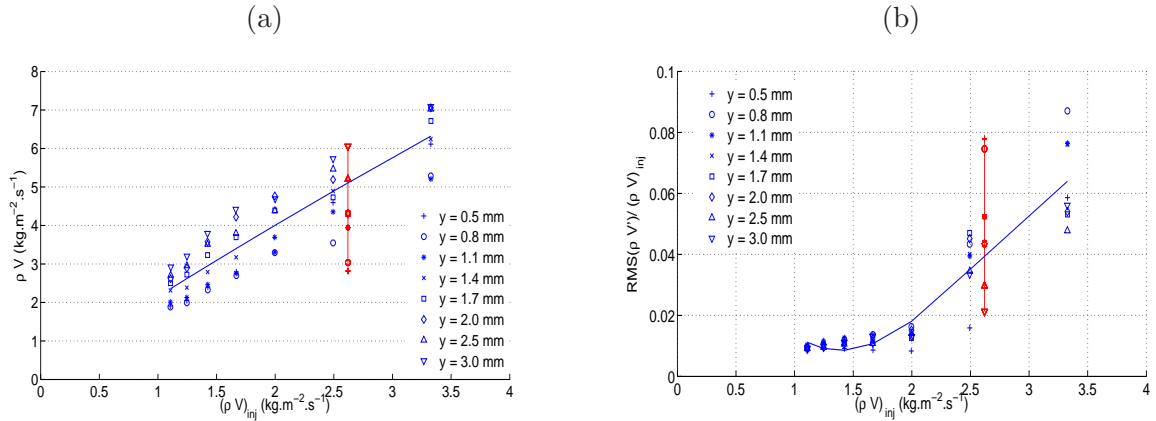 (a)
8
7
6
5
4
3
2
1
0
ρ V (kg.m⁻².s⁻¹)
0 0.5 1 1.5 2 2.5 3 3.5 4
(ρ V)inj (kg.m⁻².s⁻¹)
y = 0.5 mm
y = 0.8 mm
y = 1.1 mm
y = 1.4 mm
y = 1.7 mm
y = 2.0 mm
y = 2.5 mm
y = 3.0 mm
(b)
0.1
0.08
0.06
0.04
0.02
0
RMS(ρ V')/ (ρ V)inj
0 0.5 1 1.5 2 2.5 3 3.5 4
(ρ V)inj (kg.m⁻².s⁻¹)
y = 0.5 mm
y = 0.8 mm
y = 1.1 mm
y = 1.4 mm
y = 1.7 mm
y = 2.0 mm
y = 2.5 mm
y = 3.0 mm